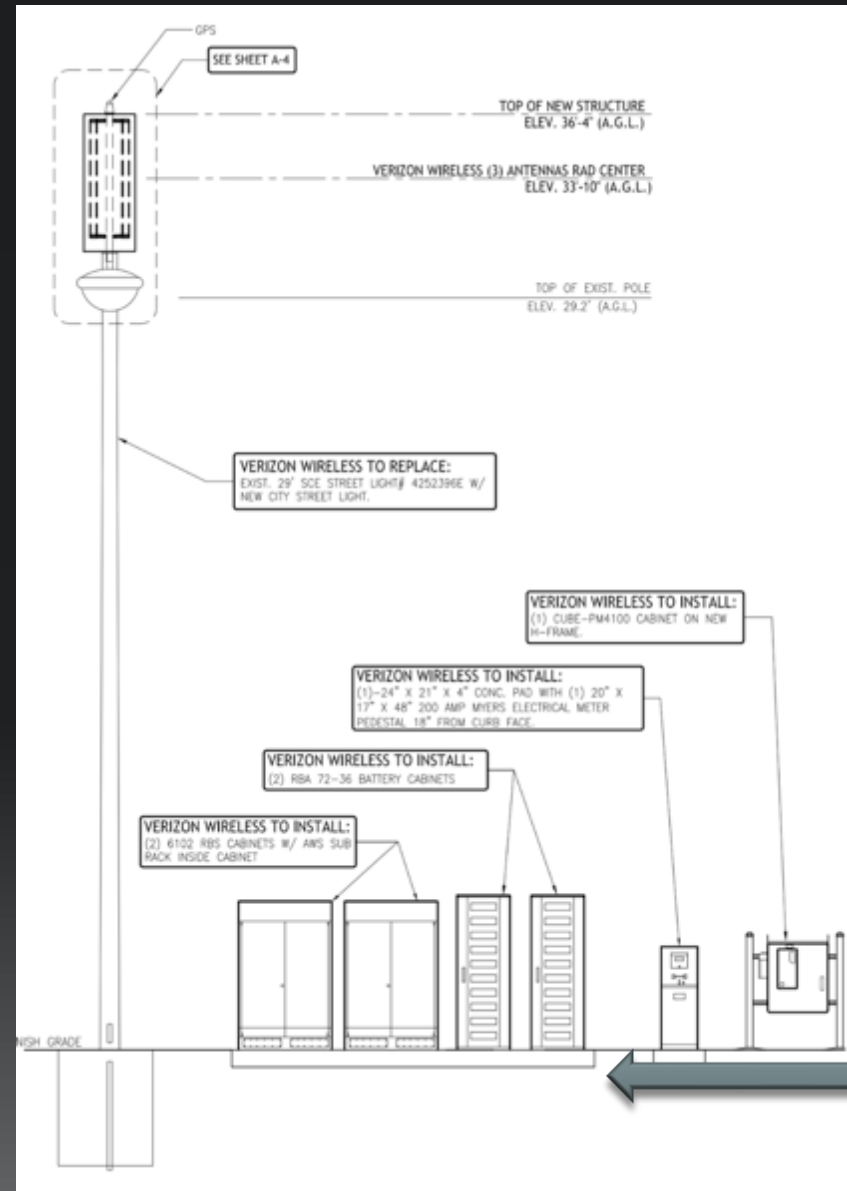 GPS
SEE SHEET A-4
TOP OF NEW STRUCTURE
ELEV. 36'-4" (A.G.L.)
VERIZON WIRELESS (3) ANTENNAS RAD CENTER
ELEV. 33'-10" (A.G.L.)
TOP OF EXIST. POLE
ELEV. 29.2' (A.G.L.)
VERIZON WIRELESS TO REPLACE:
EXIST. 29' SCE STREET LIGHT# 4252396E W/
NEW CITY STREET LIGHT.
VERIZON WIRELESS TO INSTALL:
(1) CUBE-PM4100 CABINET ON NEW
H-FRAME.
VERIZON WIRELESS TO INSTALL:
(1)-24" X 21" X 4" CONC. PAD WITH (1) 20" X
17" X 48" 200 AMP MYERS ELECTRICAL METER
PEDESTAL 18" FROM CURB FACE.
VERIZON WIRELESS TO INSTALL:
(2) RBA 72-36 BATTERY CABINETS
VERIZON WIRELESS TO INSTALL:
(2) 6102 RBS CABINETS W/ AWS SUB
RACK INSIDE CABINET
NISH GRADE